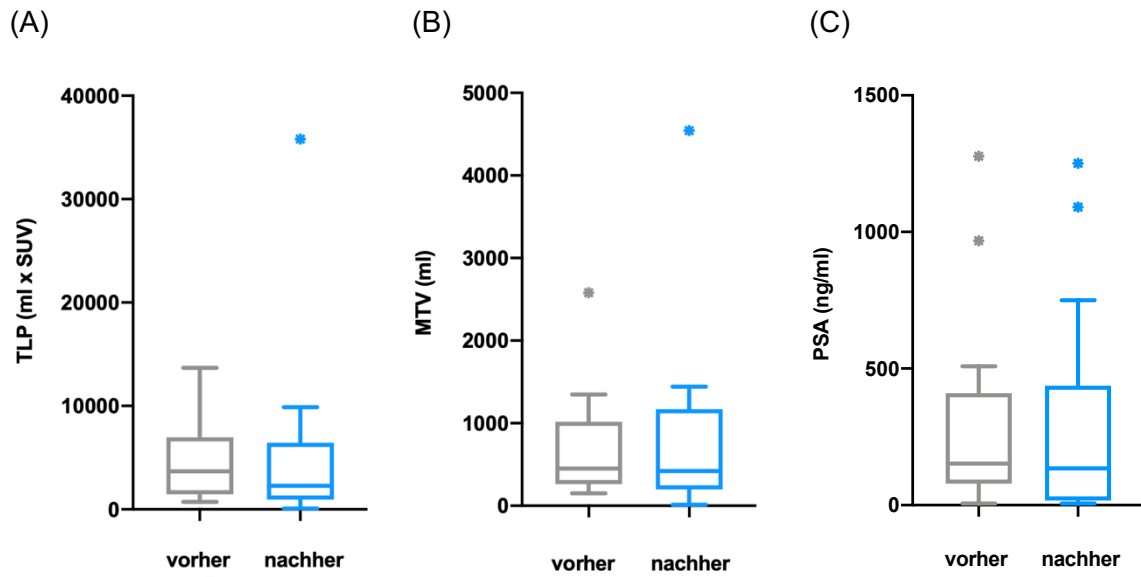 (A)
TLP (ml x SUV)
40000
30000
20000
10000
0
vorher nachher
(B)
MTV (ml)
5000
4000
3000
2000
1000
0
vorher nachher
(C)
PSA (ng/ml)
1500
1000
500
0
vorher nachher